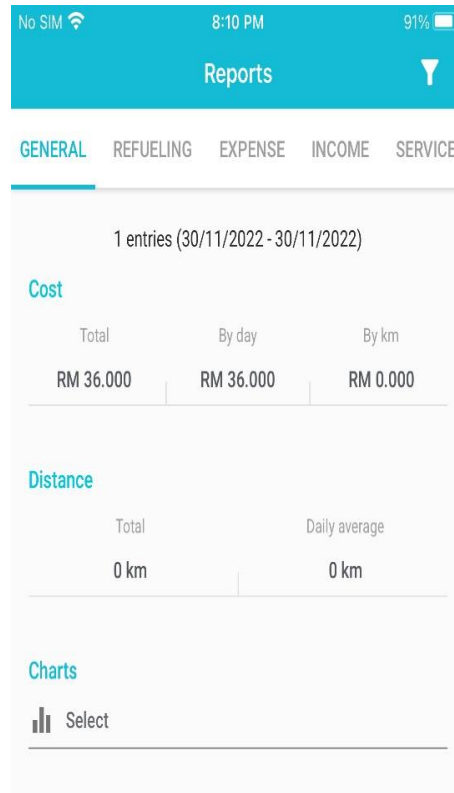 No SIM 8:10 PM 91%
Reports
GENERAL REFUELING EXPENSE INCOME SERVICE
1 entries (30/11/2022 - 30/11/2022)
Cost
Total By day By km
RM 36.000 RM 36.000 RM 0.000
Distance
Total Daily average
0 km 0 km
Charts
Select